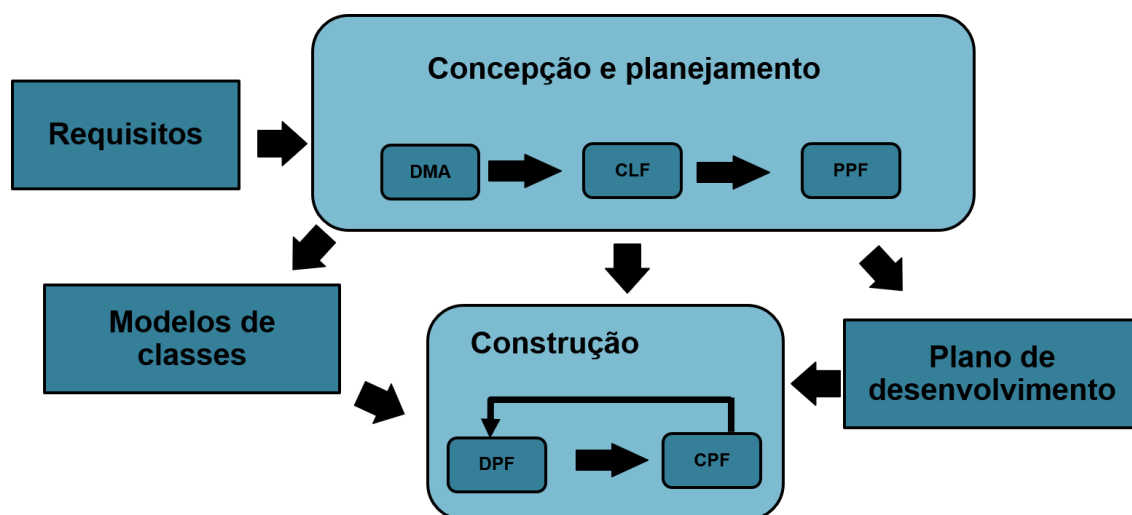 Concepção e planejamento
Requisitos
DMA
CLF
PPF
Modelos de
classes
Construção
Plano de
desenvolvimento
DPF
CPF